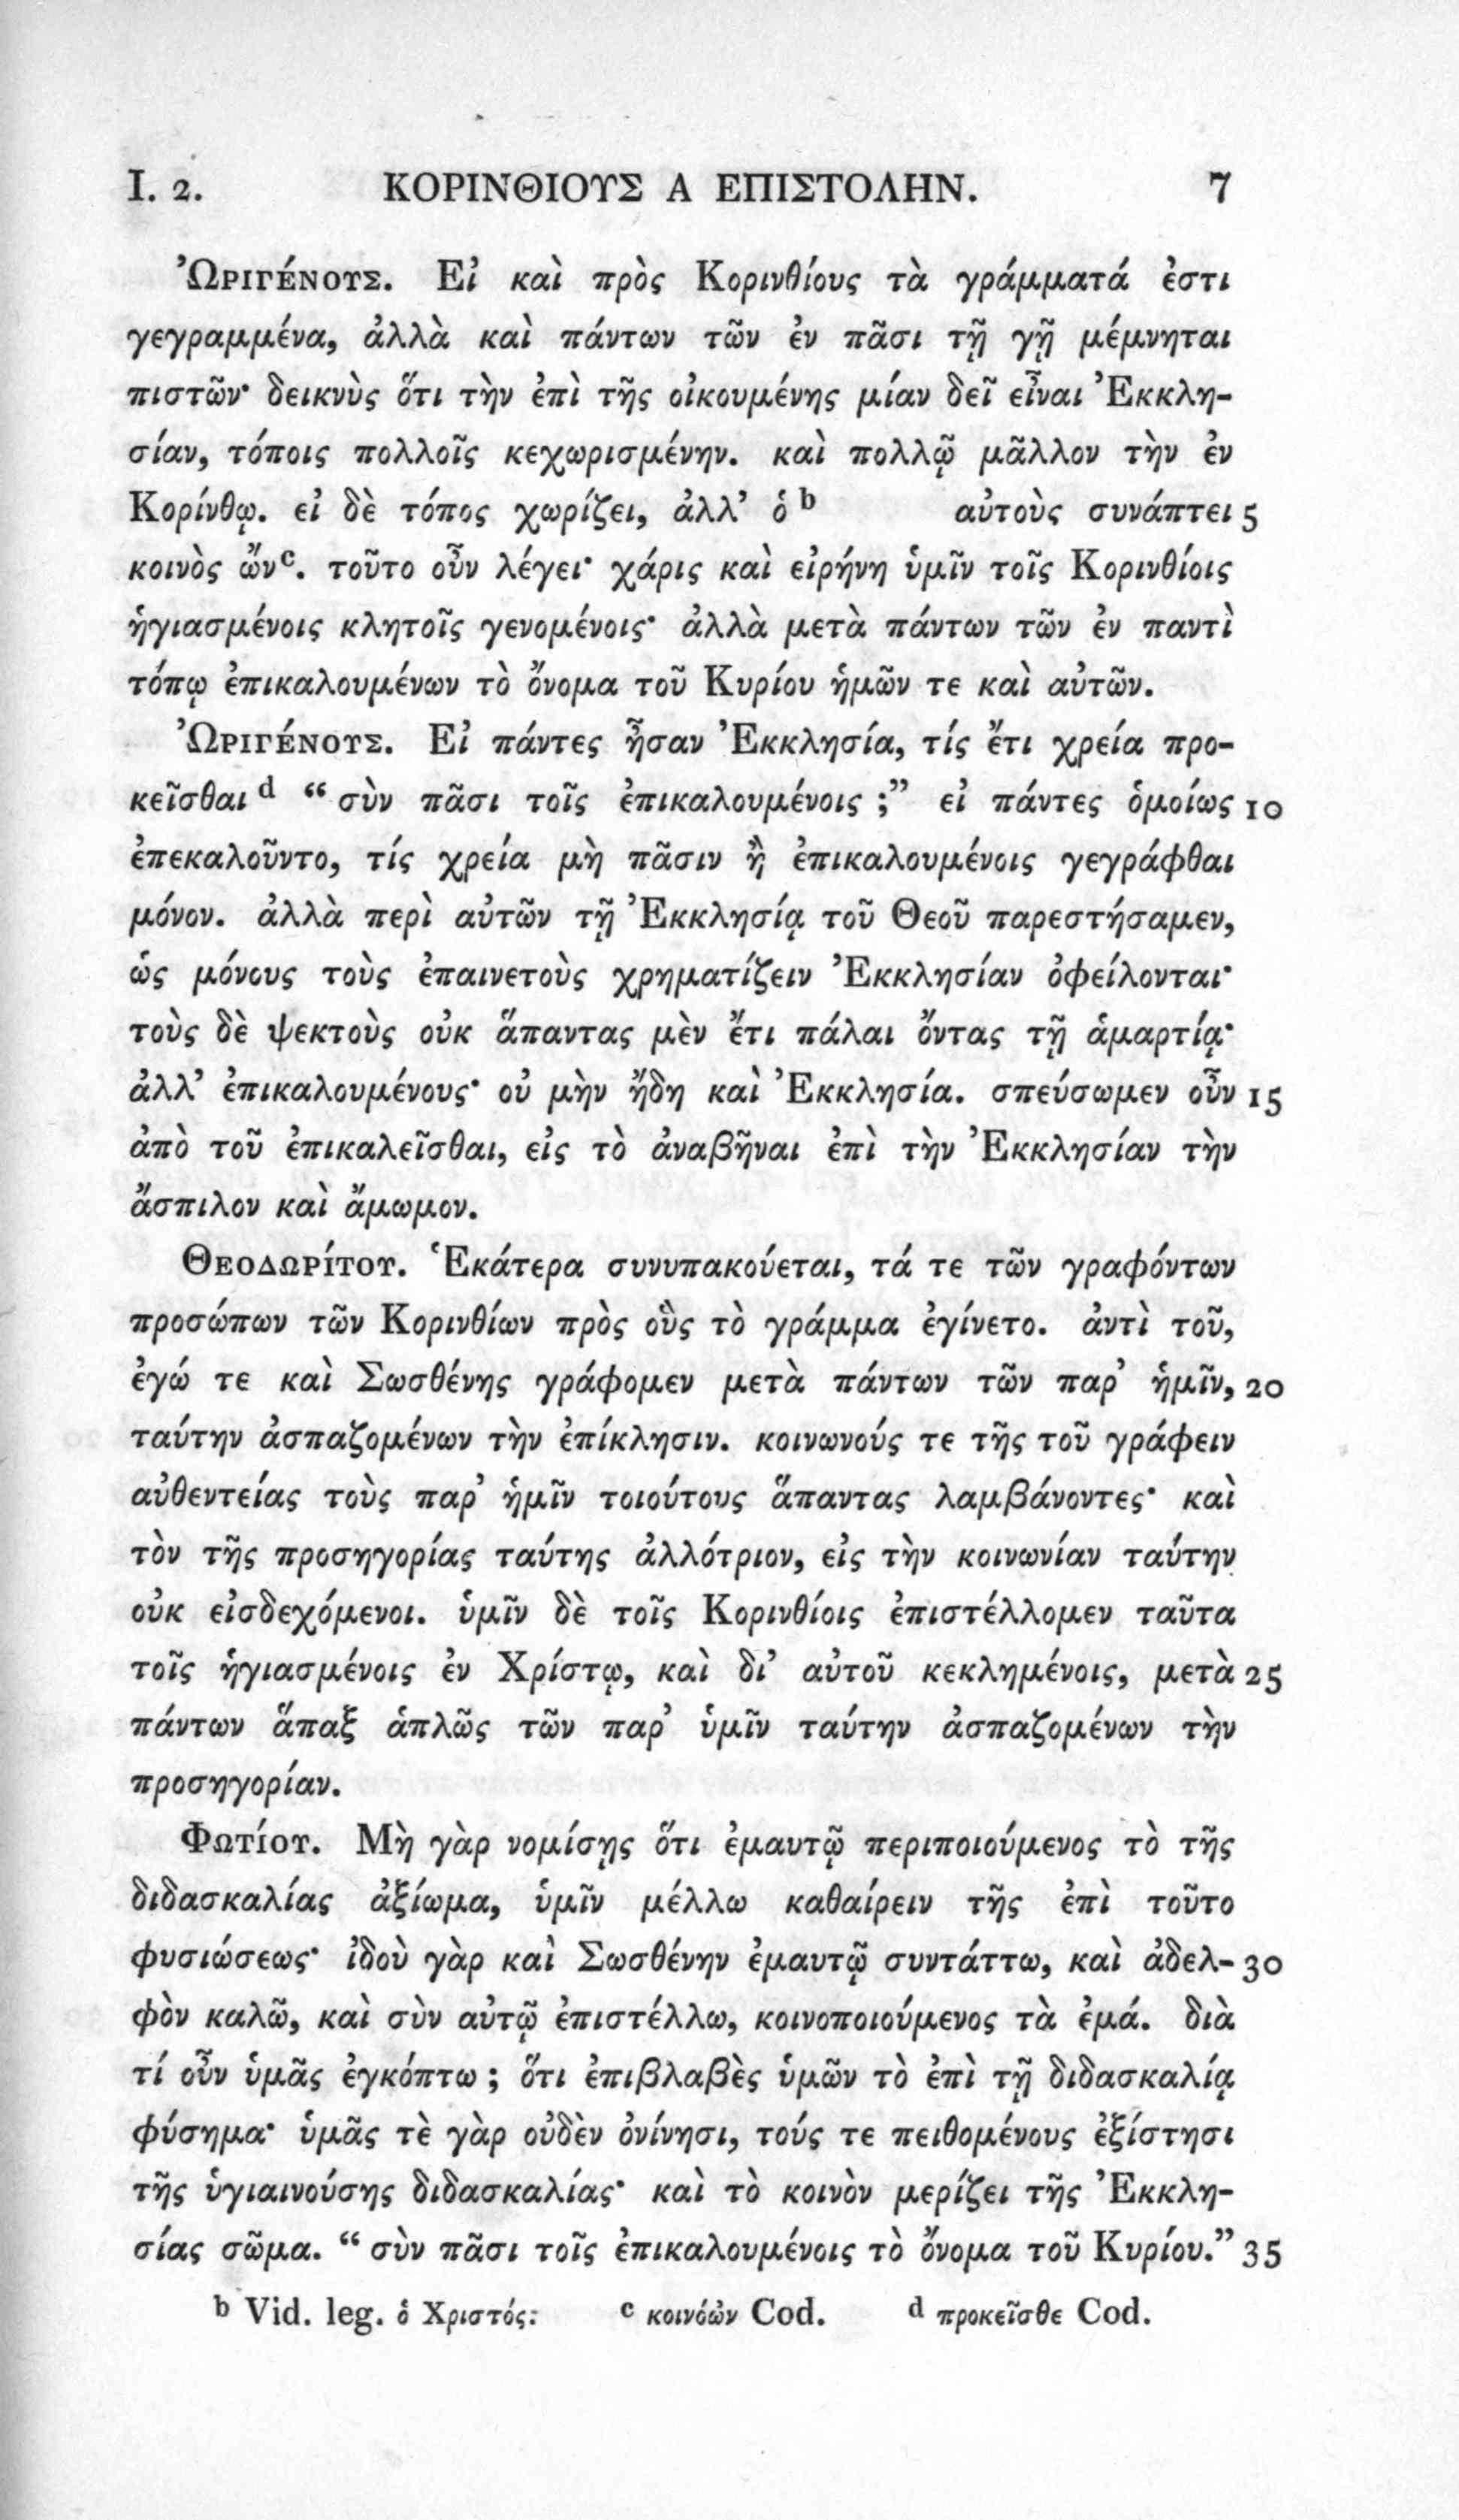 I. 2. ΚΟΡΙΝΘΙΟΥΣ Α ΕΠΙΣΤΟΛΗΝ. 7
ὨΡΙΓΈΝΟΥΣ. Εἰ καὶ πρὸς Κορινθίους τὰ γράμματά ἐστι
γεγραμμένα, ἀλλὰ καὶ πάντων τῶν ἐν πᾶσι τῇ γῇ μέμνηται
πιστῶν· δεικνὺς ὅτι τὴν ἐπὶ τῆς οἰκουμένης μίαν δεῖ εἶναι Ἐκκλη-
σίαν, τόποις πολλοῖς κεχωρισμένην. καὶ πολλῷ μᾶλλον τὴν ἐν
Κορίνθῳ. εἰ δὲ τόπος χωρίζει, ἀλλ’ ὁ b αὐτοὺς συνάπτει 5
κοινὸς ὤν c. τοῦτο οὖν λέγει· χάρις καὶ εἰρήνη ὑμῖν τοῖς Κορινθίοις
ἡγιασμένοις κλητοῖς γενομένοις· ἀλλὰ μετὰ πάντων τῶν ἐν παντὶ
τόπῳ ἐπικαλουμένων τὸ ὄνομα τοῦ Κυρίου ἡμῶν τε καὶ αὐτῶν.
ὨΡΙΓΈΝΟΥΣ. Εἰ πάντες ἦσαν Ἐκκλησία, τίς ἔτι χρεία προ-
κεῖσθαι d “ σὺν πᾶσι τοῖς ἐπικαλουμένοις ;” εἰ πάντες ὁμοίως 10
ἐπεκαλοῦντο, τίς χρεία μὴ πᾶσιν ἢ ἐπικαλουμένοις γεγράφθαι
μόνον. ἀλλὰ περὶ αὐτῶν τῇ Ἐκκλησίᾳ τοῦ Θεοῦ παρεστήσαμεν,
ὡς μόνους τοὺς ἐπαινετοὺς χρηματίζειν Ἐκκλησίαν ὀφείλονται·
τοὺς δὲ ψεκτοὺς οὐκ ἅπαντας μὲν ἔτι πάλαι ὄντας τῇ ἁμαρτίᾳ·
ἀλλ’ ἐπικαλουμένους· οὐ μὴν ἤδη καὶ Ἐκκλησία. σπεύσωμεν οὖν 15
ἀπὸ τοῦ ἐπικαλεῖσθαι, εἰς τὸ ἀναβῆναι ἐπὶ τὴν Ἐκκλησίαν τὴν
ἄσπιλον καὶ ἄμωμον.
ΘΕΟΔΩΡΊΤΟΥ. Ἑκάτερα συνυπακούεται, τά τε τῶν γραφόντων
προσώπων τῶν Κορινθίων πρὸς οὓς τὸ γράμμα ἐγίνετο. ἀντὶ τοῦ,
ἐγώ τε καὶ Σωσθένης γράφομεν μετὰ πάντων τῶν παρ’ ἡμῖν, 20
ταύτην ἀσπαζομένων τὴν ἐπίκλησιν. κοινωνούς τε τῆς τοῦ γράφειν
αὐθεντείας τοὺς παρ’ ἡμῖν τοιούτους ἅπαντας λαμβάνοντες· καὶ
τὸν τῆς προσηγορίας ταύτης ἀλλότριον, εἰς τὴν κοινωνίαν ταύτην
οὐκ εἰσδεχόμενοι. ὑμῖν δὲ τοῖς Κορινθίοις ἐπιστέλλομεν ταῦτα
τοῖς ἡγιασμένοις ἐν Χρίστῳ, καὶ δι’ αὐτοῦ κεκλημένοις, μετὰ 25
πάντων ἅπαξ ἁπλῶς τῶν παρ’ ὑμῖν ταύτην ἀσπαζομένων τὴν
προσηγορίαν.
ΦΩΤΊΟΥ. Μὴ γὰρ νομίσῃς ὅτι ἐμαυτῷ περιποιούμενος τὸ τῆς
διδασκαλίας ἀξίωμα, ὑμῖν μέλλω καθαίρειν τῆς ἐπὶ τοῦτο
φυσιώσεως· ἰδοὺ γὰρ καὶ Σωσθένην ἐμαυτῷ συντάττω, καὶ ἀδελ- 30
φὸν καλῶ, καὶ σὺν αὐτῷ ἐπιστέλλω, κοινοποιούμενος τὰ ἐμά. διὰ
τί οὖν ὑμᾶς ἐγκόπτω ; ὅτι ἐπιβλαβὲς ὑμῶν τὸ ἐπὶ τῇ διδασκαλίᾳ
φύσημα· ὑμᾶς τὲ γὰρ οὐδὲν ὀνίνησι, τούς τε πειθομένους ἐξίστησι
τῆς ὑγιαινούσης διδασκαλίας· καὶ τὸ κοινὸν μερίζει τῆς Ἐκκλη-
σίας σῶμα. “ σὺν πᾶσι τοῖς ἐπικαλουμένοις τὸ ὄνομα τοῦ Κυρίου.” 35
b Vid. leg. ὁ Χριστός: c κοινόὼν Cod. d προκεῖσθε Cod.